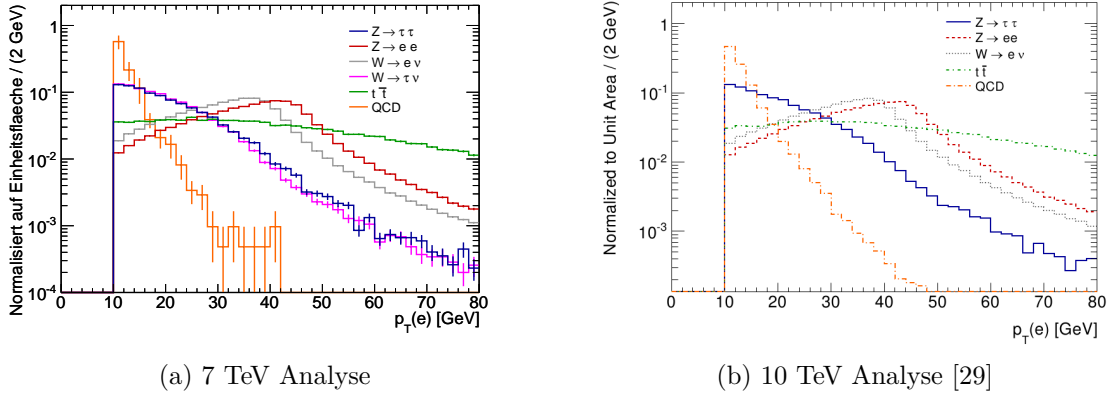 Normalisiert auf Einheitsflaeche / (2 GeV)
1
10⁻¹
10⁻²
10⁻³
10⁻⁴
Z → τ τ
Z → e e
W → e ν
W → τ ν
t t̄
QCD
0 10 20 30 40 50 60 70 80
p_T(e) [GeV]
(a) 7 TeV Analyse
Normalized to Unit Area / (2 GeV)
1
10⁻¹
10⁻²
10⁻³
Z → τ τ
Z → ee
W → e ν
t t̄
QCD
0 10 20 30 40 50 60 70 80
p_T(e) [GeV]
(b) 10 TeV Analyse [29]